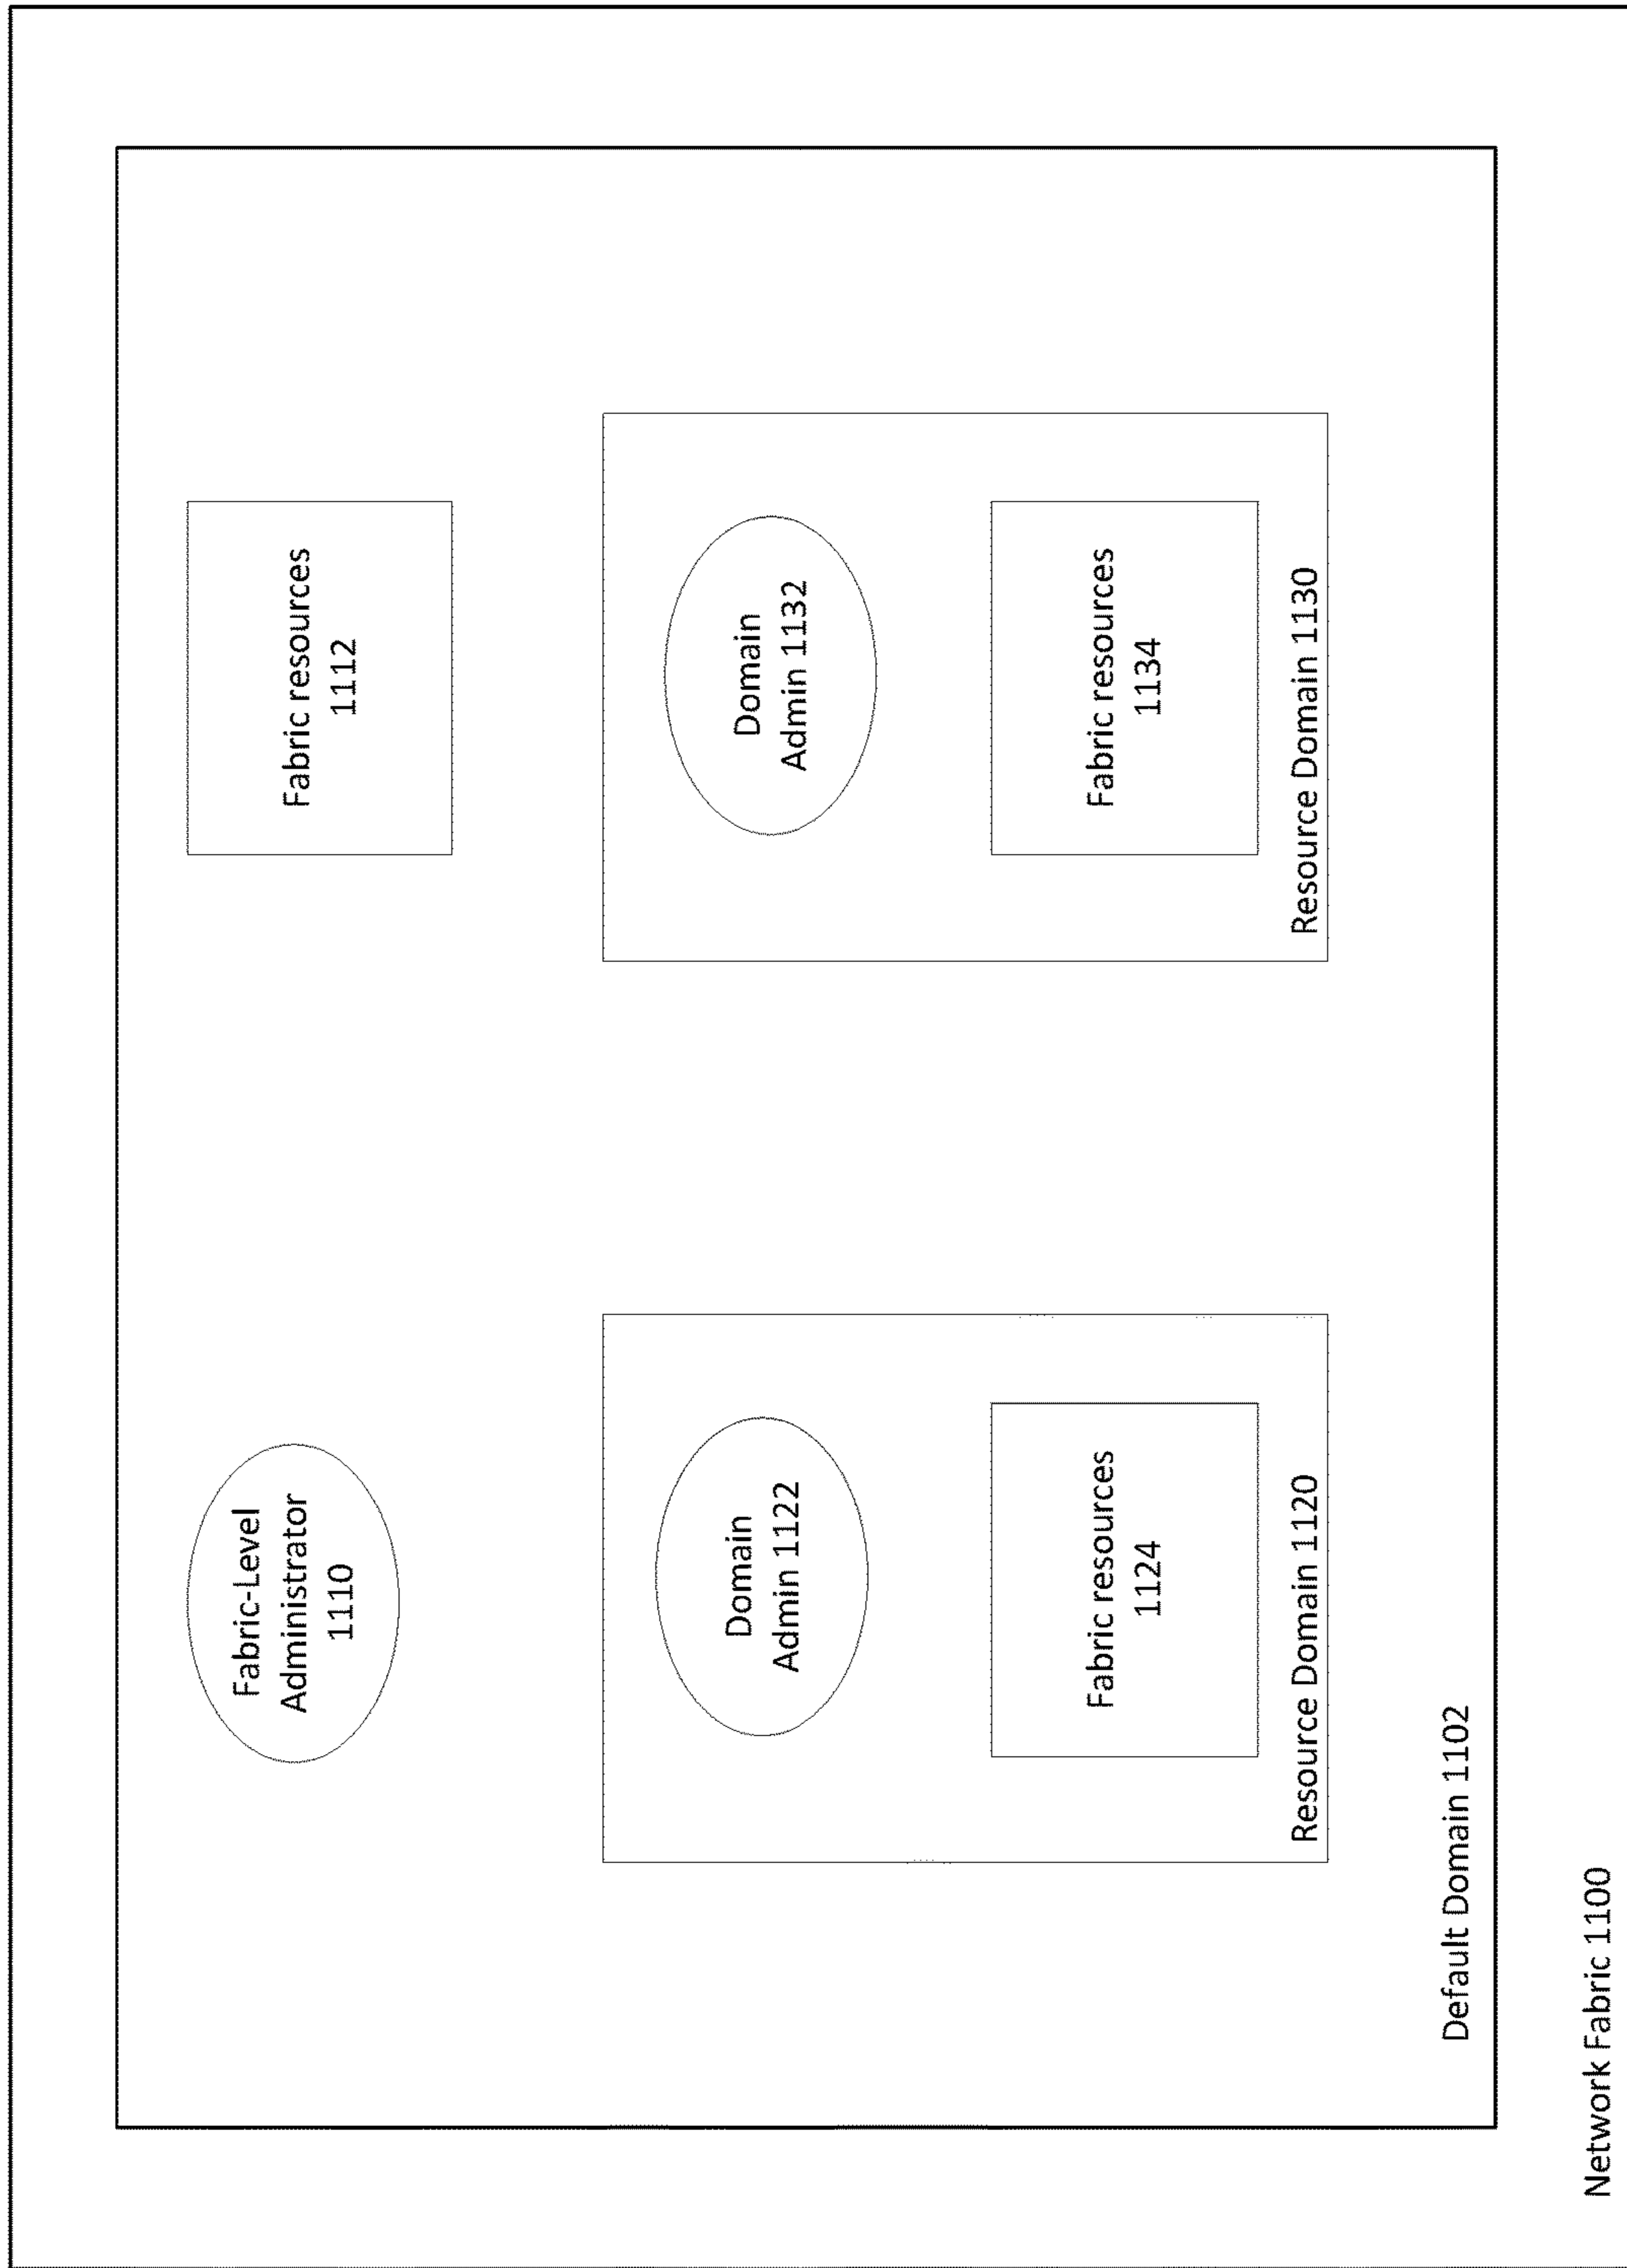 Fabric-Level
Administrator
1110
Fabric resources
1112
Domain
Admin 1122
Fabric resources
1124
Resource Domain 1120
Domain
Admin 1132
Fabric resources
1134
Resource Domain 1130
Default Domain 1102
Network Fabric 1100